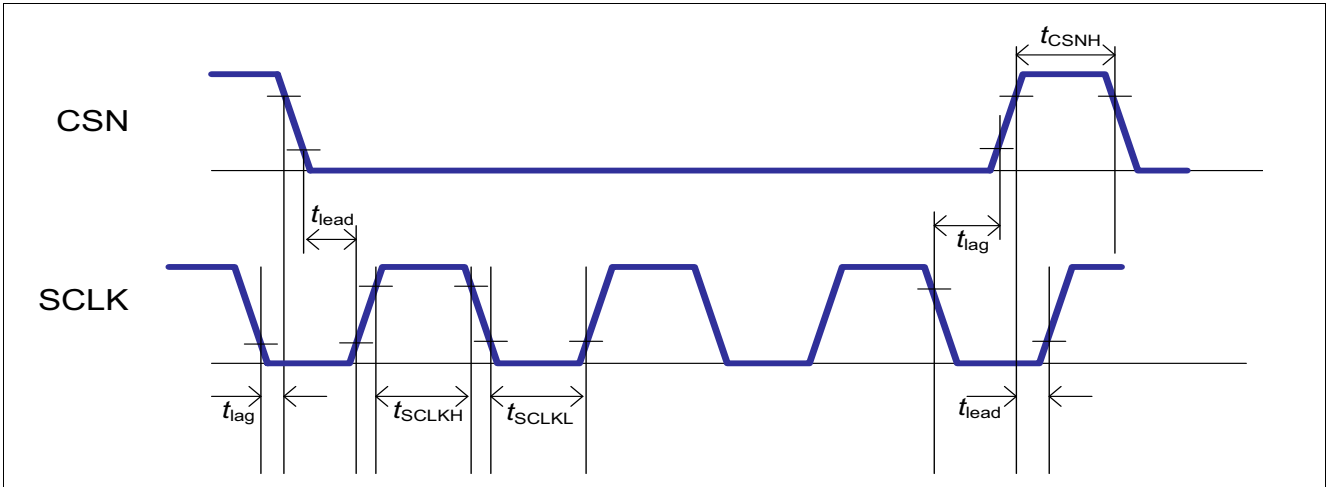 tCSNH
CSN
tlead
tlag
SCLK
tlag
tSCLKH
tSCLKL
tlead